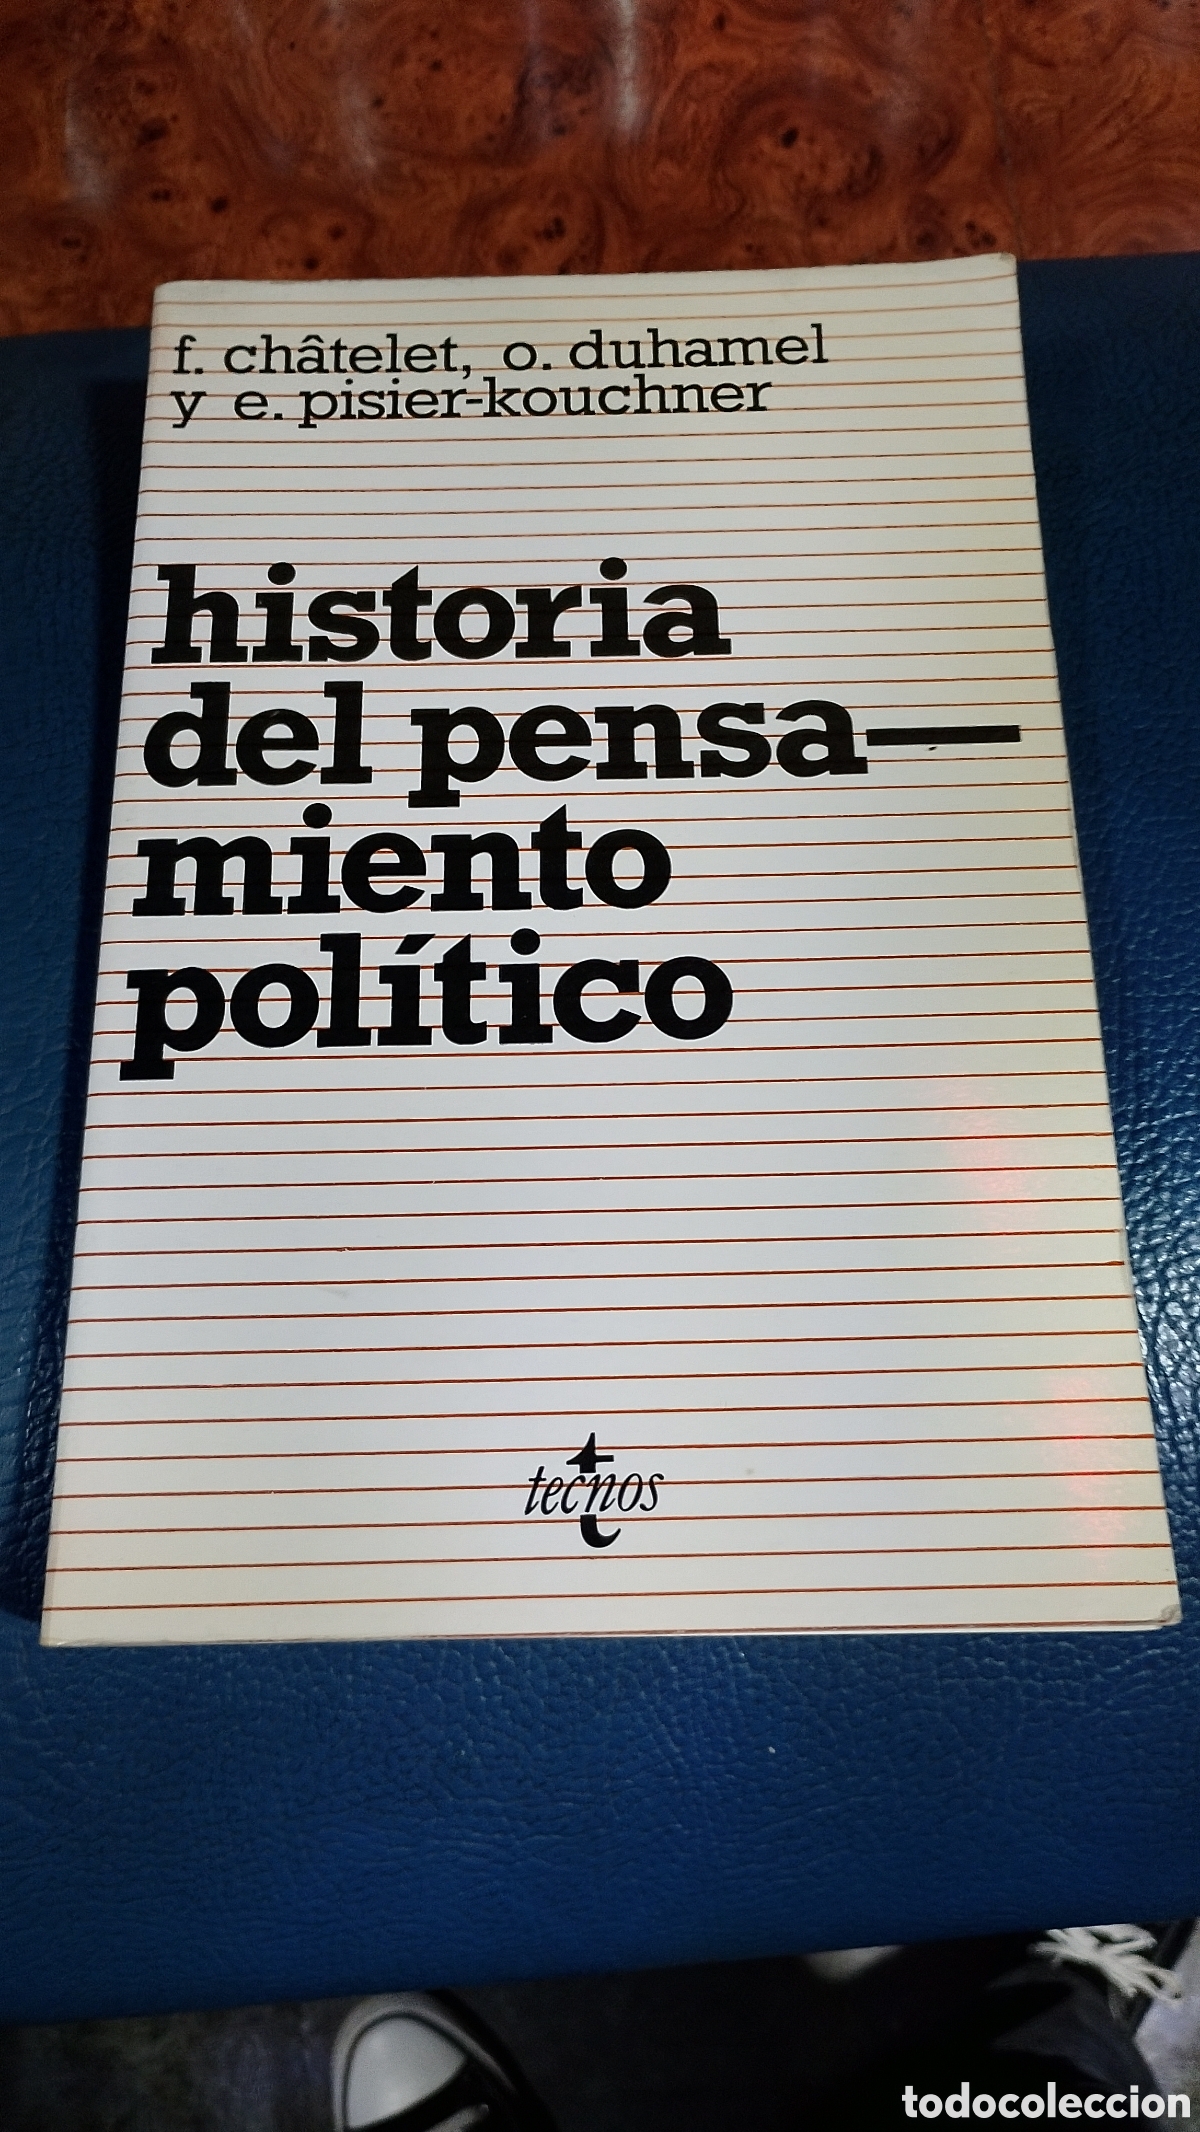 f. châtelet, o. duhamel
y e. pisier-kouchner
historia
del pensa—
miento
político
tecnos
todocoleccion